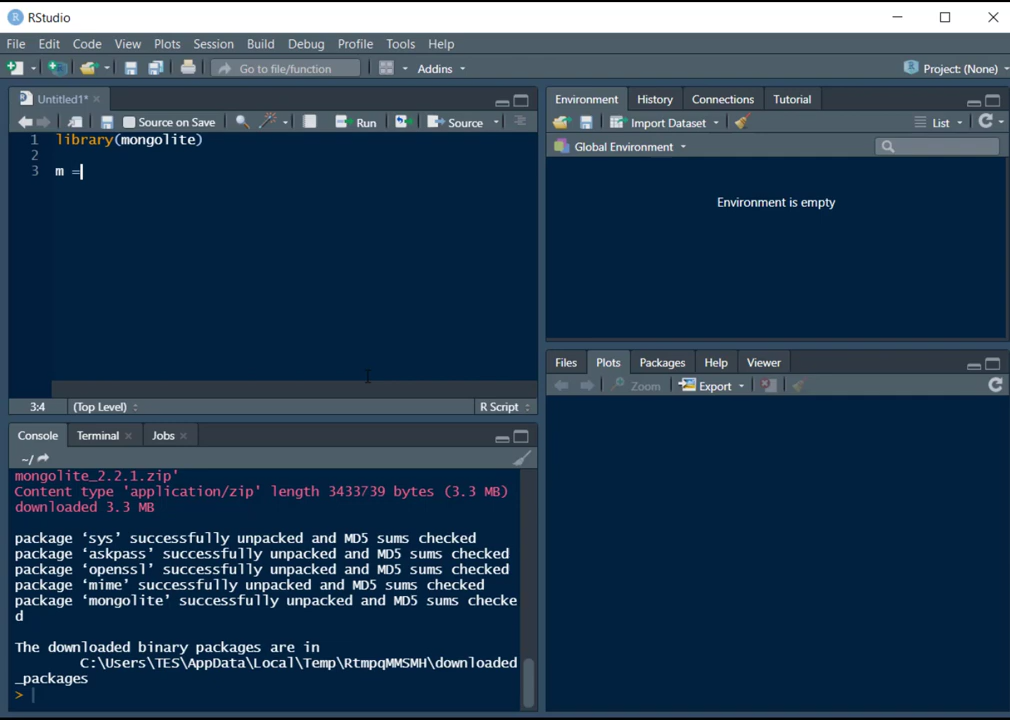 RStudio
File Edit Code View Plots Session Build Debug Profile Tools Help
Go to file/function Addins Project: (None)
Untitled1*
Source on Save Run Source
1 library(mongolite)
2
3 m =
3:4 (Top Level) R Script
Console Terminal Jobs
~/
mongolite_2.2.1.zip'
Content type 'application/zip' length 3433739 bytes (3.3 MB)
downloaded 3.3 MB
package ‘sys’ successfully unpacked and MD5 sums checked
package ‘askpass’ successfully unpacked and MD5 sums checked
package ‘openssl’ successfully unpacked and MD5 sums checked
package ‘mime’ successfully unpacked and MD5 sums checked
package ‘mongolite’ successfully unpacked and MD5 sums checke
d
The downloaded binary packages are in
C:\Users\TES\AppData\Local\Temp\RtmpqMMSMH\downloaded
_packages
>
Environment History Connections Tutorial
Import Dataset List
Global Environment
Environment is empty
Files Plots Packages Help Viewer
Zoom Export